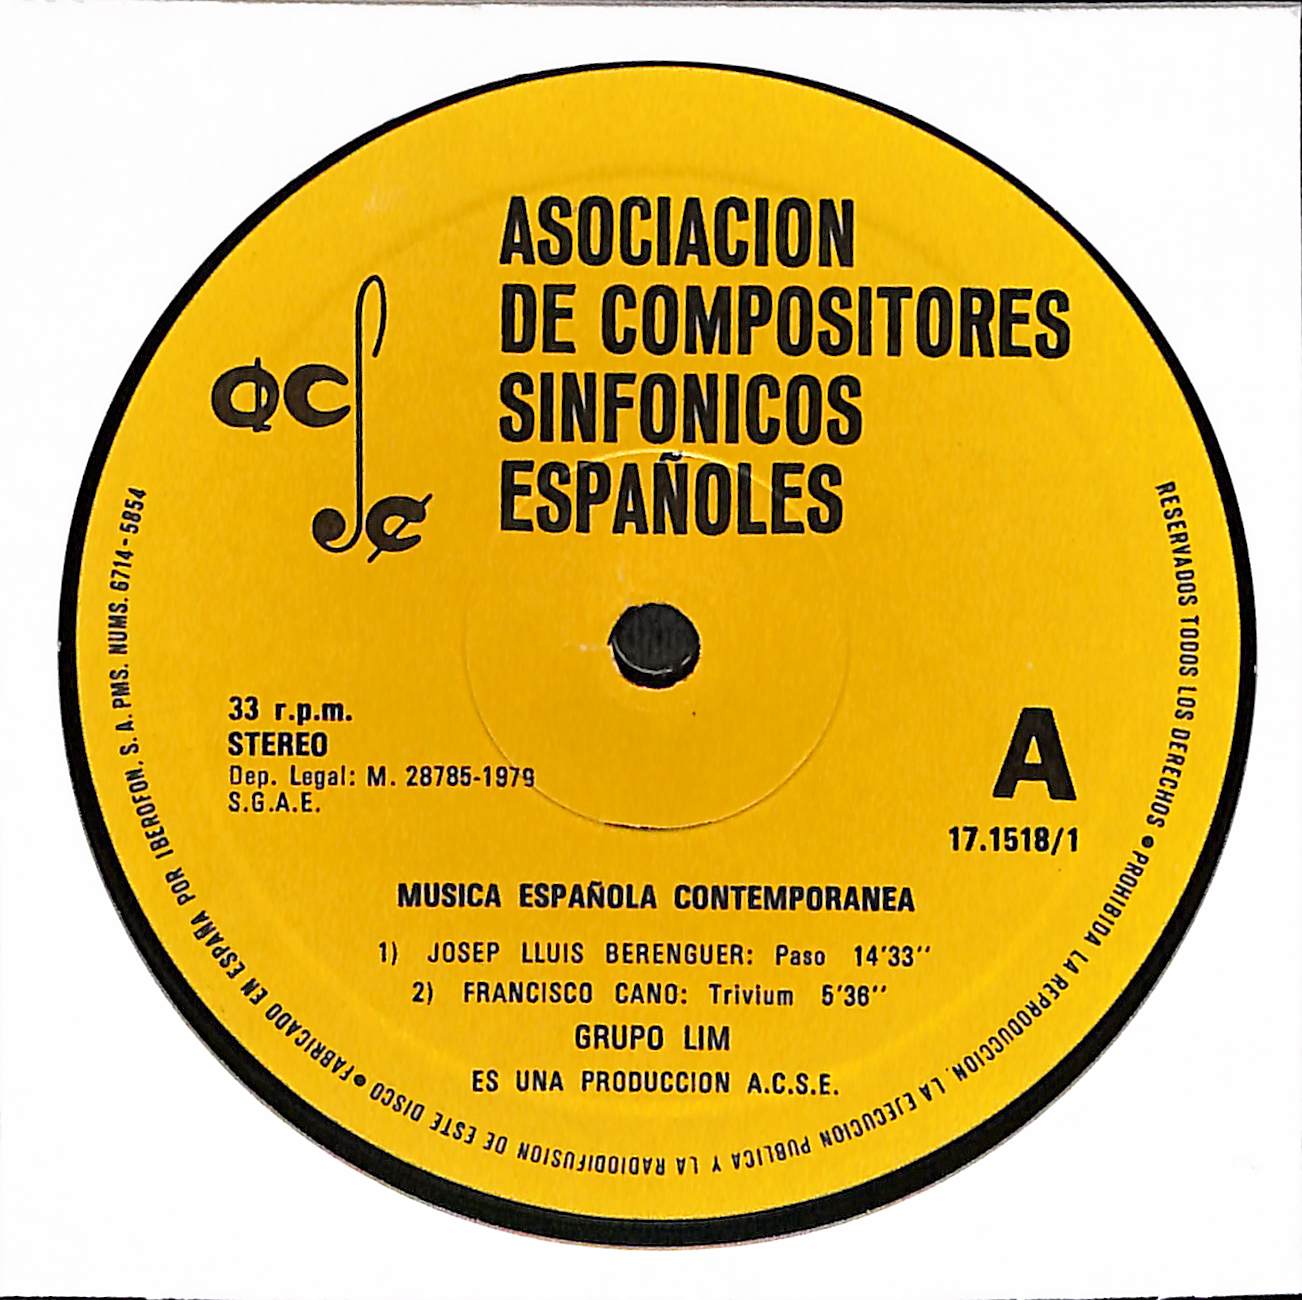 ASOCIACION
DE COMPOSITORES
SINFONICOS
ESPAÑOLES
acse
33 r.p.m.
STEREO
Dep. Legal: M. 28785-1979
S.G.A.E.
A
17.1518/1
MUSICA ESPAÑOLA CONTEMPORANEA
1) JOSEP LLUIS BERENGUER: Paso 14'33''
2) FRANCISCO CANO: Trivium 5'36''
GRUPO LIM
ES UNA PRODUCCION A.C.S.E.
RESERVADOS TODOS LOS DERECHOS • PROHIBIDA LA REPRODUCCION, LA EJECUCION PUBLICA Y LA RADIODIFUSION DE ESTE DISCO • FABRICADO EN ESPAÑA POR IBEROFON, S. A. PMS. NUMS. 6714-5854